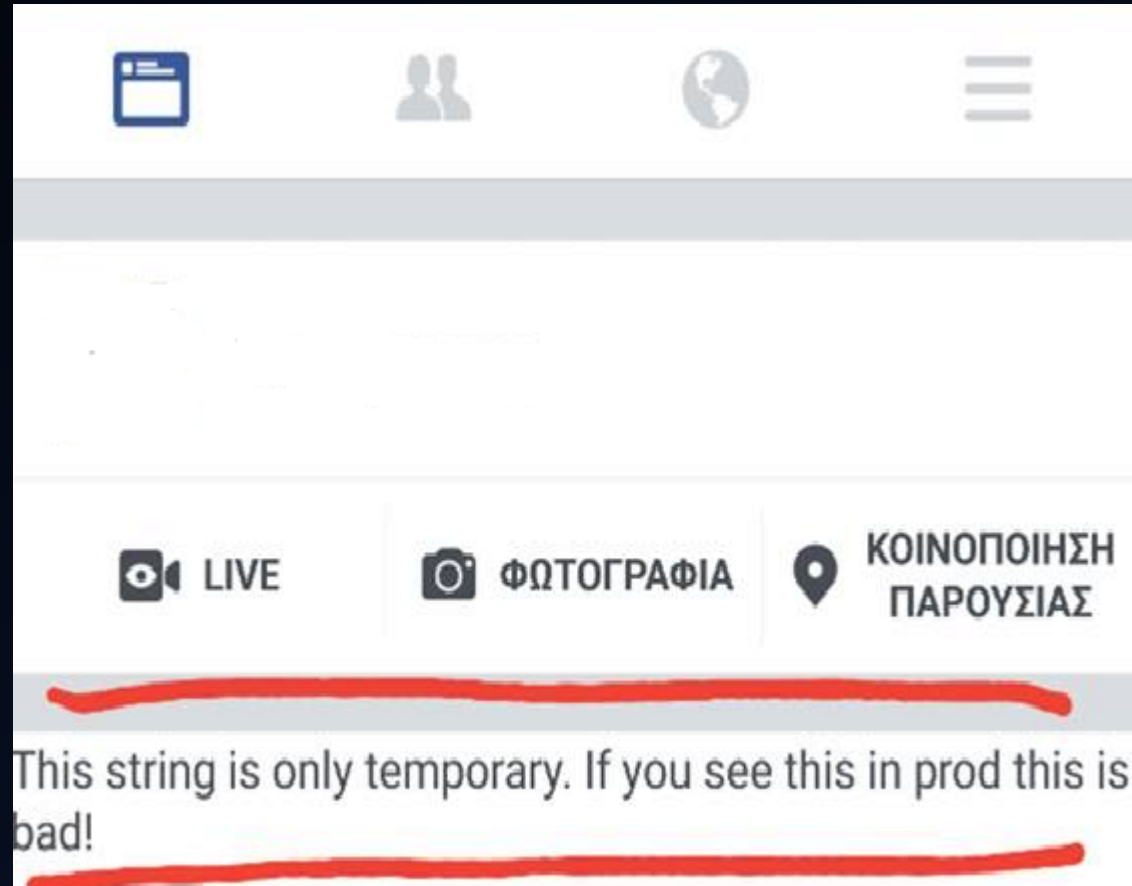 LIVE
ΦΩΤΟΓΡΑΦΙΑ
ΚΟΙΝΟΠΟΙΗΣΗ
ΠΑΡΟΥΣΙΑΣ
This string is only temporary. If you see this in prod this is
bad!